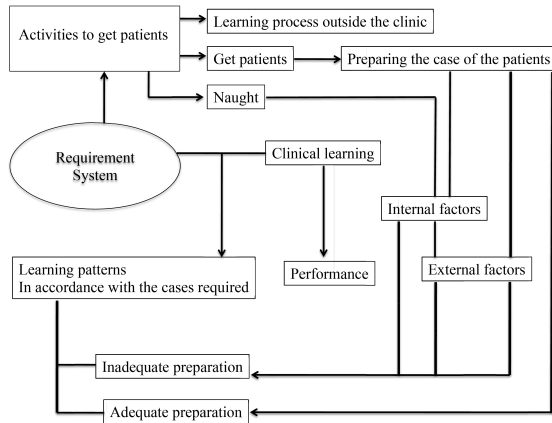 Activities to get patients
Learning process outside the clinic
Get patients
Preparing the case of the patients
Naught
Requirement
System
Clinical learning
Internal factors
Learning patterns
In accordance with the cases required
Performance
External factors
Inadequate preparation
Adequate preparation